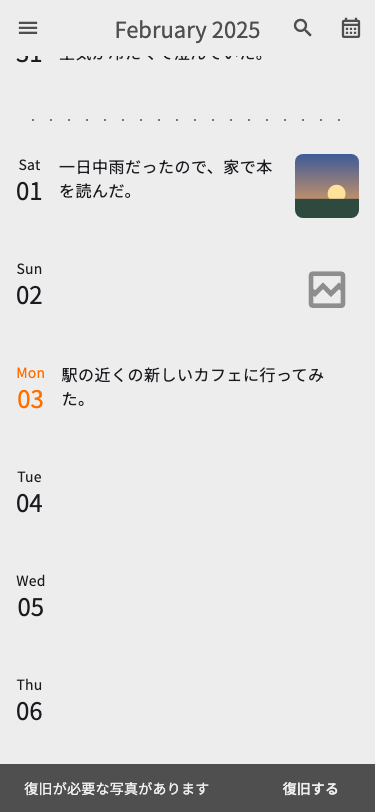 February 2025
Sat
01
一日中雨だったので、家で本
を読んだ。
Sun
02
Mon
03
駅の近くの新しいカフェに行ってみ
た。
Tue
04
Wed
05
Thu
06
復旧が必要な写真があります
復旧する